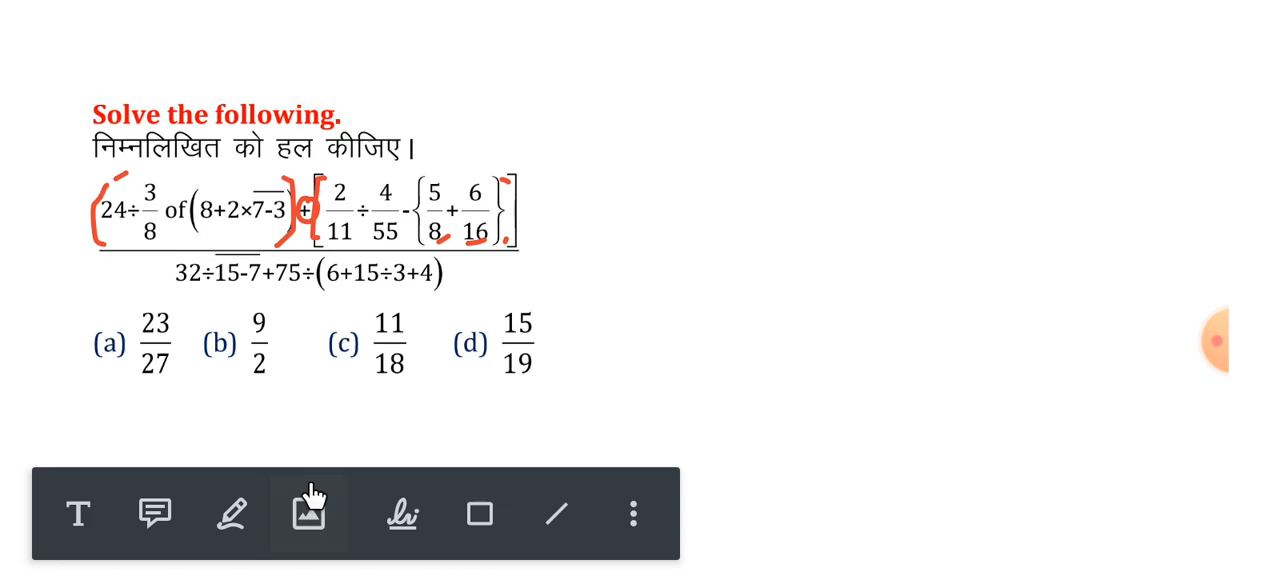 Solve the following.
निम्नलिखित को हल कीजिए।
24÷3/8 of(8+2×7-3)+[2/11÷4/55-{5/8+6/16}]
32÷15-7+75÷(6+15÷3+4)
(a) 23/27 (b) 9/2 (c) 11/18 (d) 15/19
T